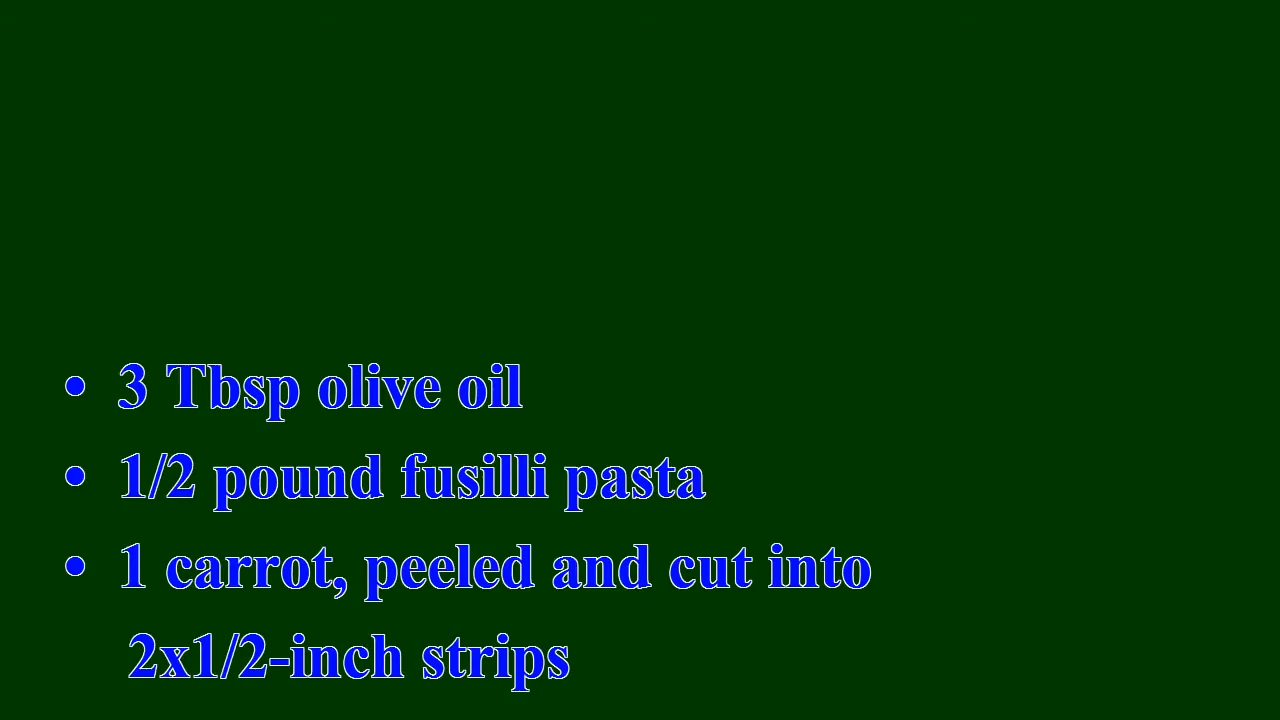 • 3 Tbsp olive oil
• 1/2 pound fusilli pasta
• 1 carrot, peeled and cut into
2x1/2-inch strips